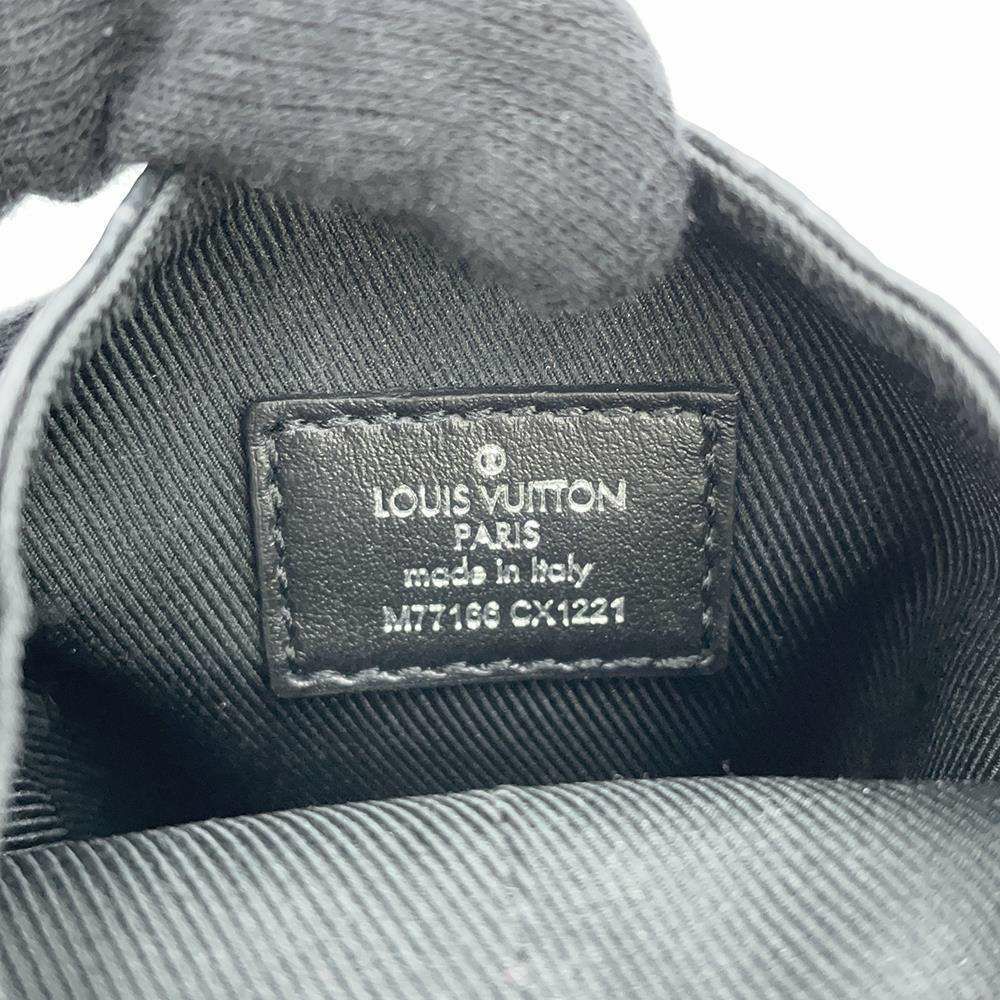 LOUIS VUITTON
PARIS
made in Italy
M77166 CX1221